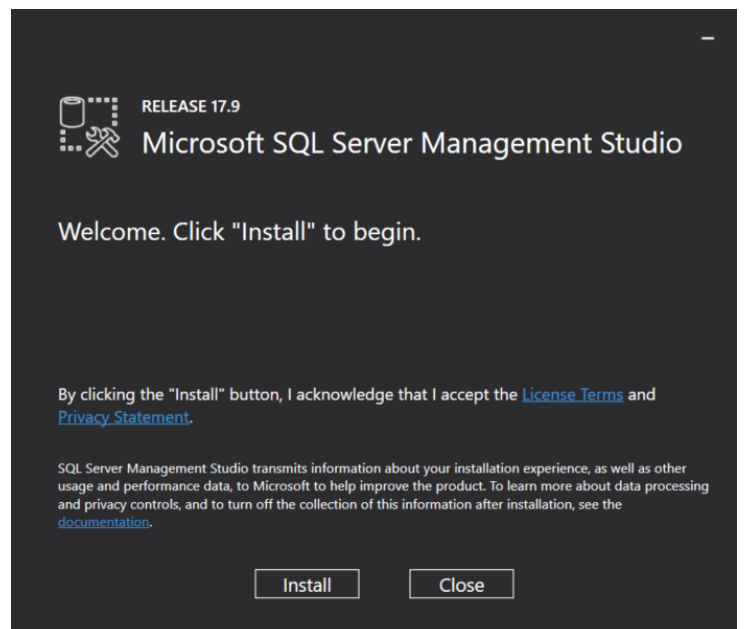 RELEASE 17.9
Microsoft SQL Server Management Studio
Welcome. Click "Install" to begin.
By clicking the "Install" button, I acknowledge that I accept the License Terms and
Privacy Statement.
SQL Server Management Studio transmits information about your installation experience, as well as other
usage and performance data, to Microsoft to help improve the product. To learn more about data processing
and privacy controls, and to turn off the collection of this information after installation, see the
documentation.
Install Close